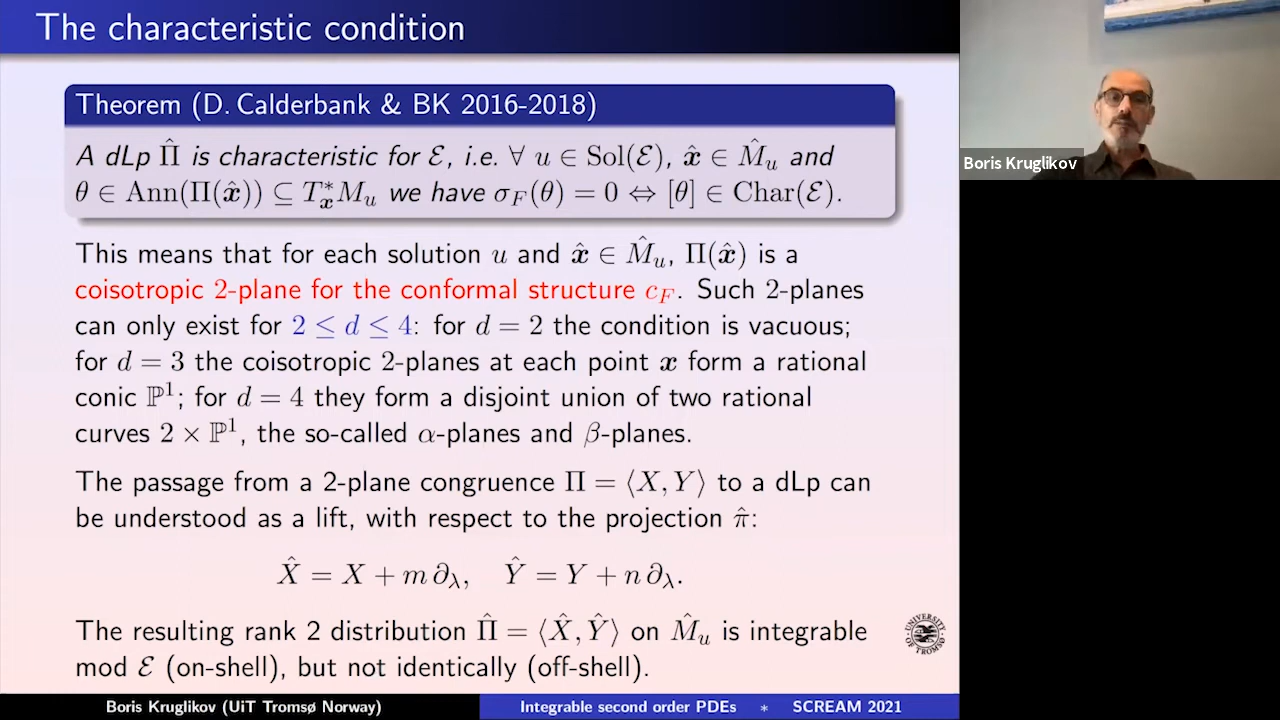 The characteristic condition
Theorem (D. Calderbank & BK 2016-2018)
A dLp Π̂ is characteristic for ℰ, i.e. ∀ u ∈ Sol(ℰ), x̂ ∈ M̂_u and
θ ∈ Ann(Π(x̂)) ⊆ T*_x M_u we have σ_F(θ) = 0 ⇔ [θ] ∈ Char(ℰ).
This means that for each solution u and x̂ ∈ M̂_u, Π(x̂) is a
coisotropic 2-plane for the conformal structure c_F. Such 2-planes
can only exist for 2 ≤ d ≤ 4: for d = 2 the condition is vacuous;
for d = 3 the coisotropic 2-planes at each point x form a rational
conic ℙ¹; for d = 4 they form a disjoint union of two rational
curves 2 × ℙ¹, the so-called α-planes and β-planes.
The passage from a 2-plane congruence Π = ⟨X, Y⟩ to a dLp can
be understood as a lift, with respect to the projection π̂:
X̂ = X + m ∂_λ, Ŷ = Y + n ∂_λ.
The resulting rank 2 distribution Π̂ = ⟨X̂, Ŷ⟩ on M̂_u is integrable
mod ℰ (on-shell), but not identically (off-shell).
UNIVERSITY OF TROMSØ
Boris Kruglikov (UiT Tromsø Norway)
Integrable second order PDEs * SCREAM 2021
Boris Kruglikov